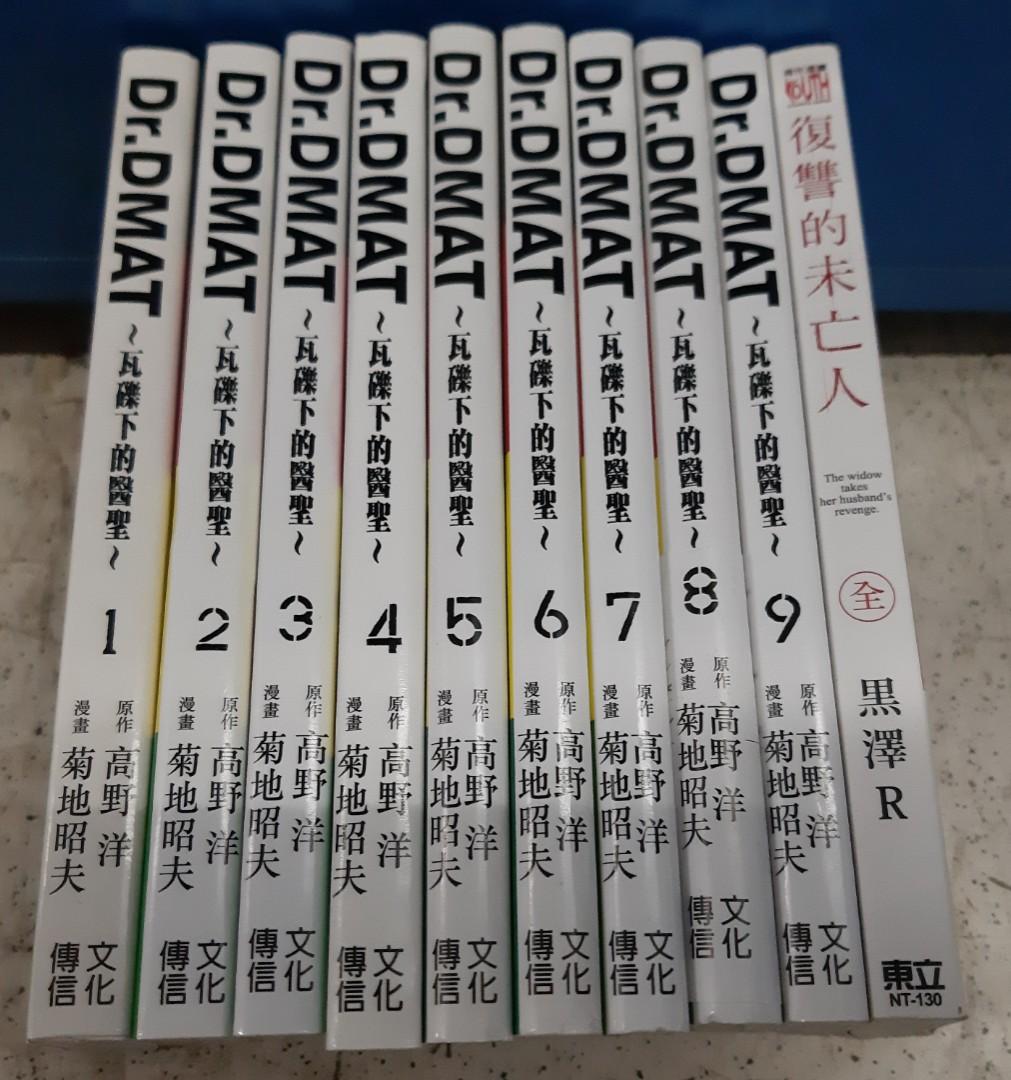 Dr.DMAT
~瓦礫下的醫聖~
1
原作 高野 洋
漫畫 菊地昭夫
文化傳信
Dr.DMAT
~瓦礫下的醫聖~
2
原作 高野 洋
漫畫 菊地昭夫
文化傳信
Dr.DMAT
~瓦礫下的醫聖~
3
原作 高野 洋
漫畫 菊地昭夫
文化傳信
Dr.DMAT
~瓦礫下的醫聖~
4
原作 高野 洋
漫畫 菊地昭夫
文化傳信
Dr.DMAT
~瓦礫下的醫聖~
5
原作 高野 洋
漫畫 菊地昭夫
文化傳信
Dr.DMAT
~瓦礫下的醫聖~
6
原作 高野 洋
漫畫 菊地昭夫
文化傳信
Dr.DMAT
~瓦礫下的醫聖~
7
原作 高野 洋
漫畫 菊地昭夫
文化傳信
Dr.DMAT
~瓦礫下的醫聖~
8
原作 高野 洋
漫畫 菊地昭夫
文化傳信
Dr.DMAT
~瓦礫下的醫聖~
9
原作 高野 洋
漫畫 菊地昭夫
文化傳信
YOUTH
復讐的未亡人
The widow
takes
her husband's
revenge.
全
黒澤R
東立
NT-130